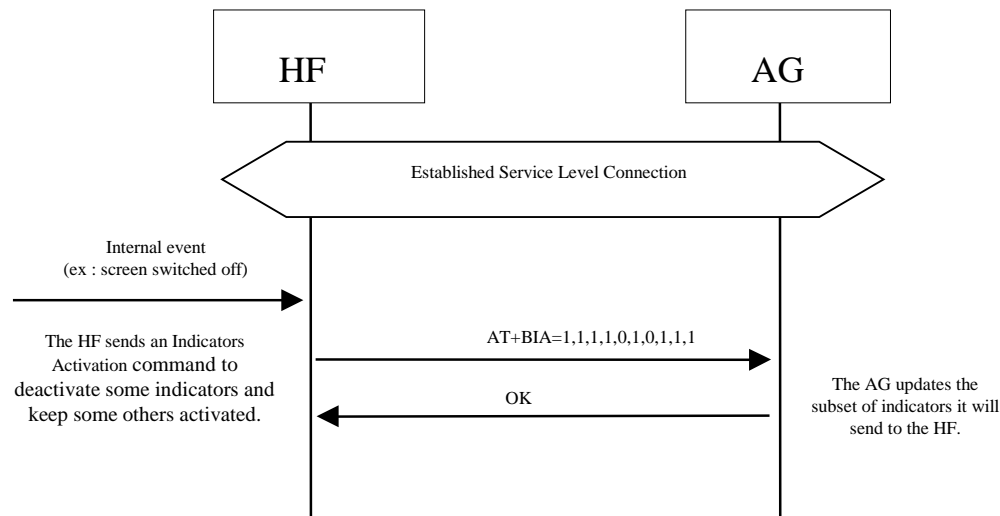 HF
AG
Established Service Level Connection
Internal event
(ex : screen switched off)
AT+BIA=1,1,1,1,0,1,0,1,1,1
The HF sends an Indicators
Activation command to
deactivate some indicators and
keep some others activated.
OK
The AG updates the
subset of indicators it will
send to the HF.